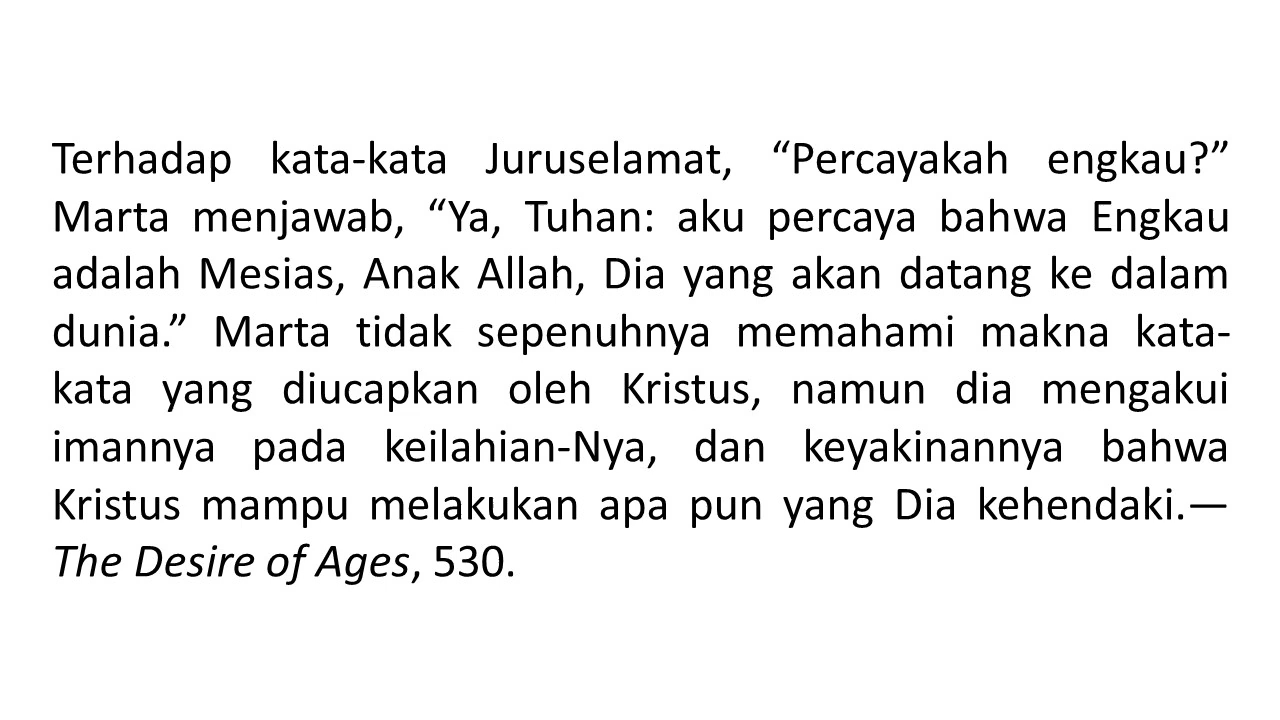 Terhadap kata-kata Juruselamat, “Percayakah engkau?”
Marta menjawab, “Ya, Tuhan: aku percaya bahwa Engkau
adalah Mesias, Anak Allah, Dia yang akan datang ke dalam
dunia.” Marta tidak sepenuhnya memahami makna kata-
kata yang diucapkan oleh Kristus, namun dia mengakui
imannya pada keilahian-Nya, dan keyakinannya bahwa
Kristus mampu melakukan apa pun yang Dia kehendaki.—
The Desire of Ages, 530.